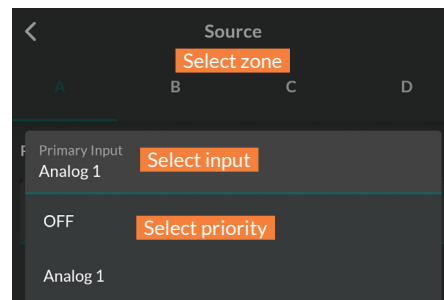 Source
Select zone
A B C D
Primary Input
Select input
Analog 1
OFF
Select priority
Analog 1